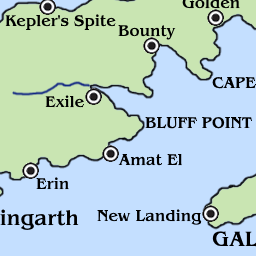 Golden
Kepler's Spite
Bounty
CAPE
Exile
BLUFF POINT
Amat El
Erin
ingarth
New Landing
GAL